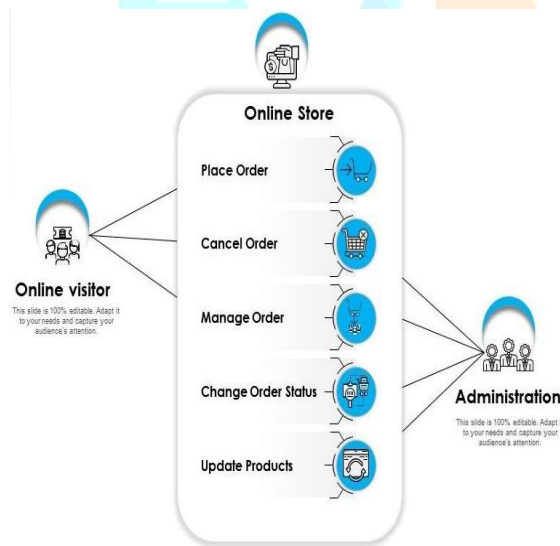 Online Store
Place Order
Cancel Order
Online visitor
This slide is 100% editable. Adapt it
to your needs and capture your
audience's attention.
Manage Order
Change Order Status
Administration
This slide is 100% editable. Adapt
to your needs and capture your
audience's attention.
Update Products